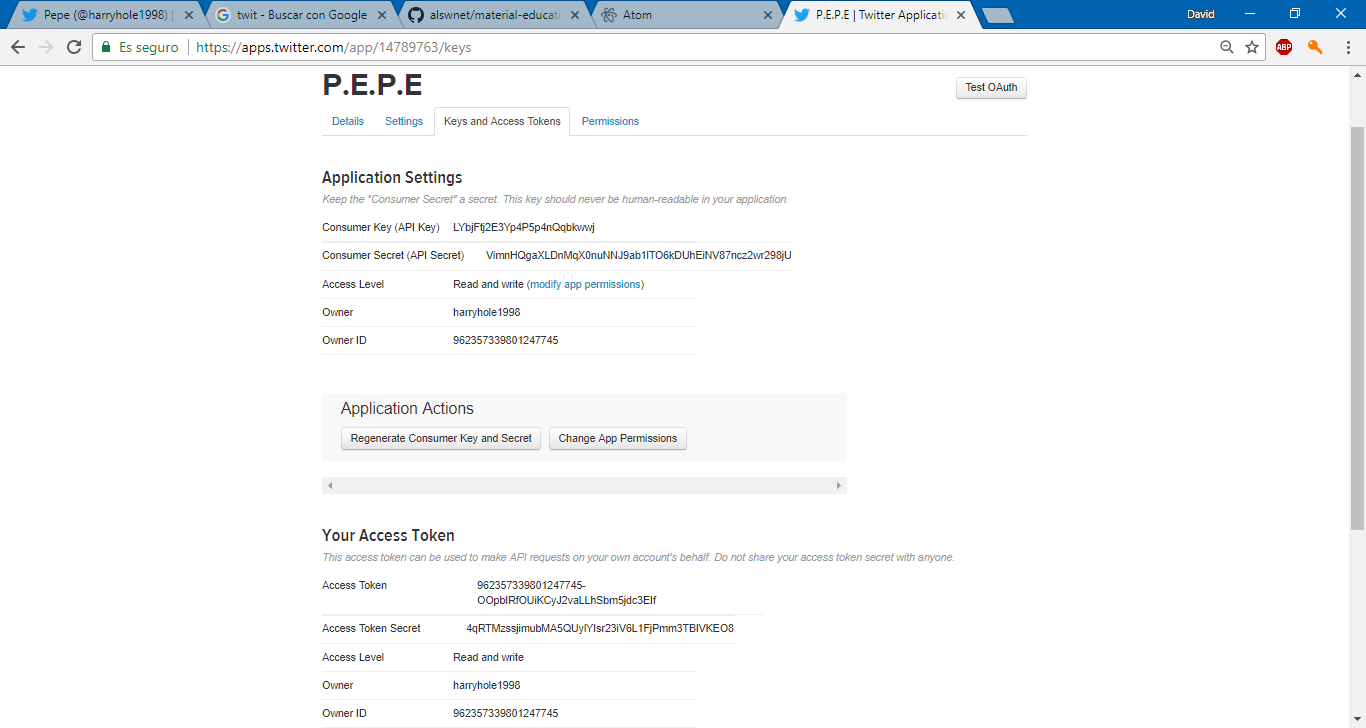 Pepe (@harryhole1998) |
twit - Buscar con Google
alswnet/material-educati
Atom
P.E.P.E | Twitter Applicatio
David
Es seguro
https://apps.twitter.com/app/14789763/keys
ABP
P.E.P.E
Test OAuth
Details
Settings
Keys and Access Tokens
Permissions
Application Settings
Keep the "Consumer Secret" a secret. This key should never be human-readable in your application.
Consumer Key (API Key) LYbjFtj2E3Yp4P5p4nQqbkwwj
Consumer Secret (API Secret)
Access Level Read and write (modify app permissions)
Owner harryhole1998
Owner ID 962357339801247745
Application Actions
Regenerate Consumer Key and Secret
Change App Permissions
Your Access Token
This access token can be used to make API requests on your own account's behalf. Do not share your access token secret with anyone.
Access Token 962357339801247745-
Access Token Secret
Access Level Read and write
Owner harryhole1998
Owner ID 962357339801247745